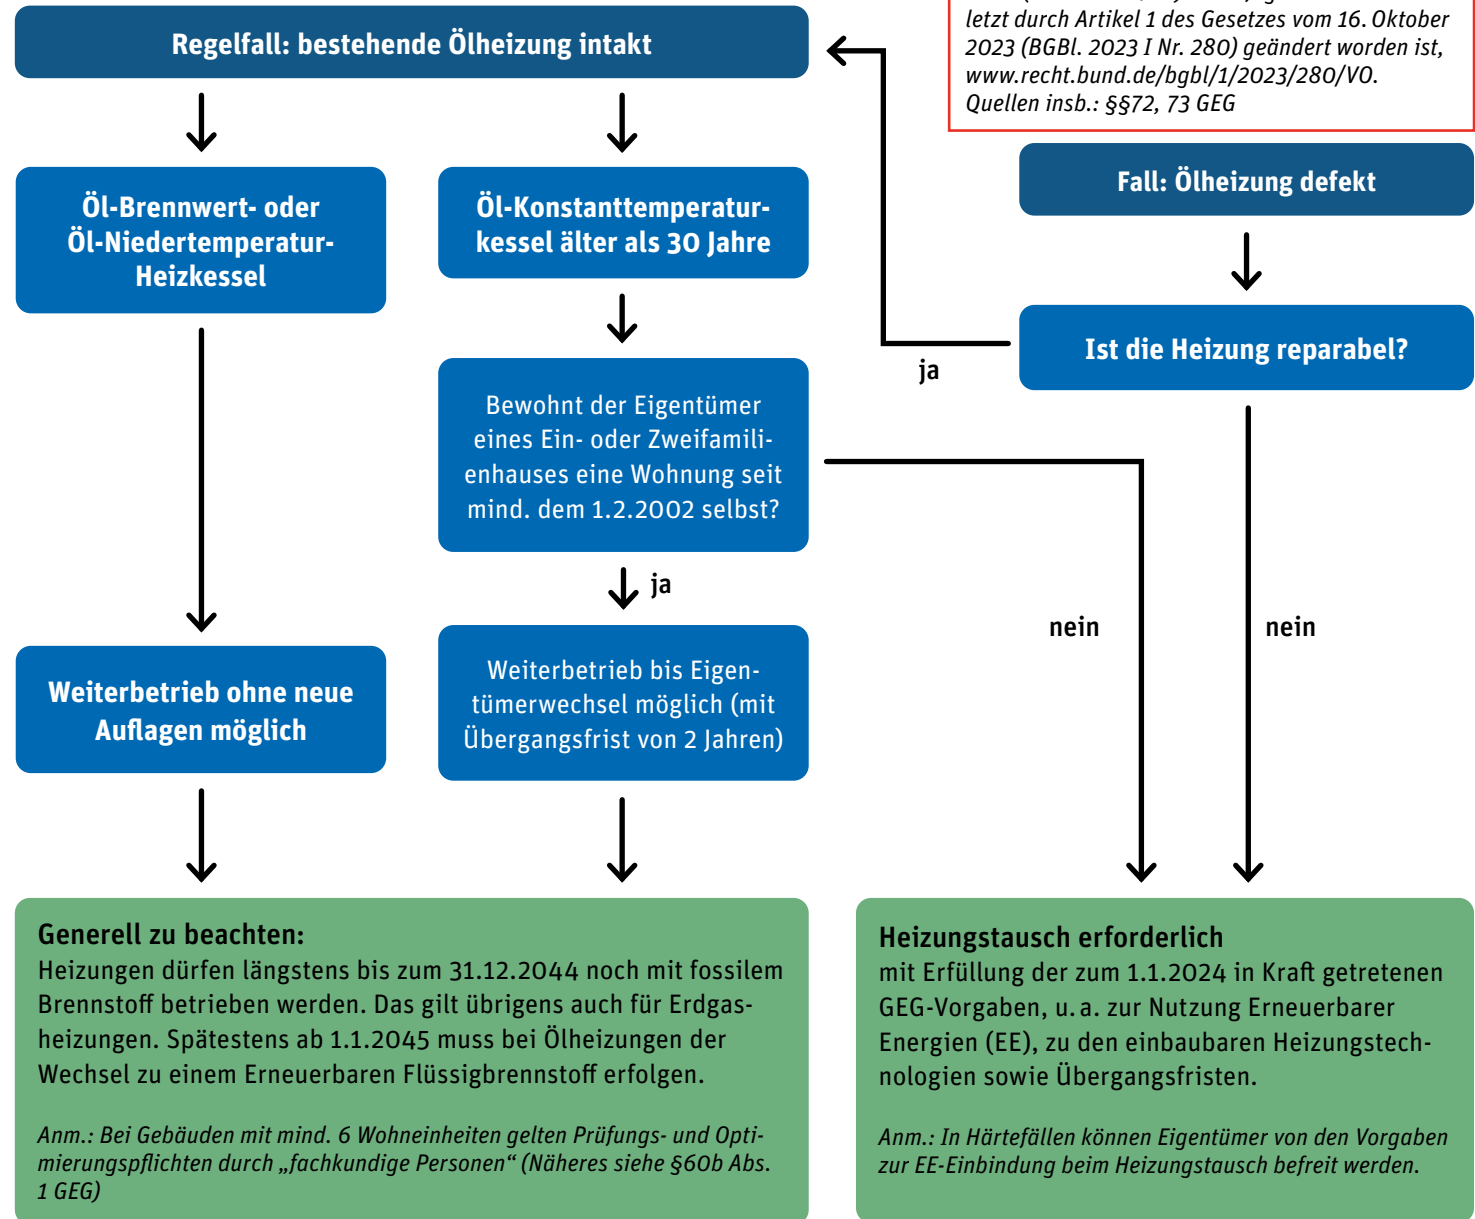 letzt durch Artikel 1 des Gesetzes vom 16. Oktober
2023 (BGBl. 2023 I Nr. 280) geändert worden ist,
www.recht.bund.de/bgbl/1/2023/280/VO.
Quellen insb.: §§72, 73 GEG
Regelfall: bestehende Ölheizung intakt
Öl-Brennwert- oder
Öl-Niedertemperatur-
Heizkessel
Öl-Konstanttemperatur-
kessel älter als 30 Jahre
Fall: Ölheizung defekt
Ist die Heizung reparabel?
ja
Bewohnt der Eigentümer
eines Ein- oder Zweifamili-
enhauses eine Wohnung seit
mind. dem 1.2.2002 selbst?
ja
nein
nein
Weiterbetrieb ohne neue
Auflagen möglich
Weiterbetrieb bis Eigen-
tümerwechsel möglich (mit
Übergangsfrist von 2 Jahren)
Generell zu beachten:
Heizungen dürfen längstens bis zum 31.12.2044 noch mit fossilem
Brennstoff betrieben werden. Das gilt übrigens auch für Erdgas-
heizungen. Spätestens ab 1.1.2045 muss bei Ölheizungen der
Wechsel zu einem Erneuerbaren Flüssigbrennstoff erfolgen.
Anm.: Bei Gebäuden mit mind. 6 Wohneinheiten gelten Prüfungs- und Opti-
mierungspflichten durch „fachkundige Personen“ (Näheres siehe §60b Abs.
1 GEG)
Heizungstausch erforderlich
mit Erfüllung der zum 1.1.2024 in Kraft getretenen
GEG-Vorgaben, u. a. zur Nutzung Erneuerbarer
Energien (EE), zu den einbaubaren Heizungstech-
nologien sowie Übergangsfristen.
Anm.: In Härtefällen können Eigentümer von den Vorgaben
zur EE-Einbindung beim Heizungstausch befreit werden.